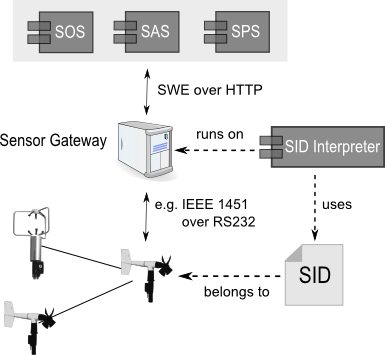 SOS
SAS
SPS
SWE over HTTP
Sensor Gateway
runs on
SID Interpreter
e.g. IEEE 1451
over RS232
uses
SID
belongs to